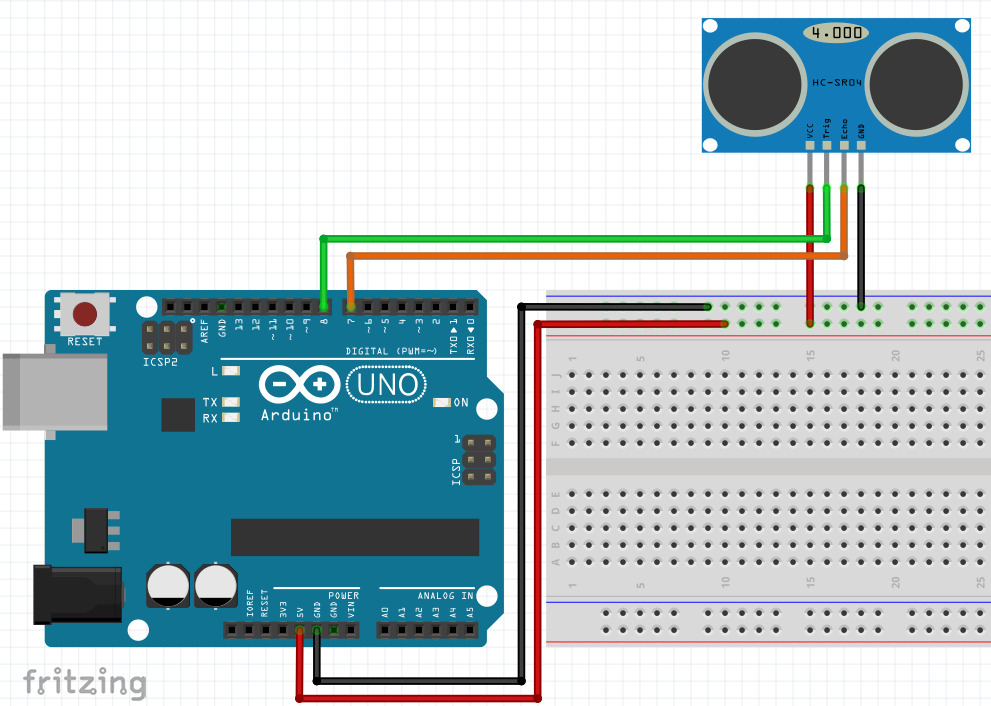 4.000
HC-SR04
VCC
Trig
Echo
GND
RESET
ICSP2
AREF
GND
13
12
~11
~10
~9
8
7
~6
~5
4
~3
2
TX0▶1
RX0◀0
DIGITAL (PWM=~)
L
TX
RX
UNO
Arduino™
ON
1
ICSP
IOREF
RESET
3V3
5V
GND
GND
VIN
POWER
ANALOG IN
A0
A1
A2
A3
A4
A5
1 5 10 15 20 25
J
I
H
G
F
E
D
C
B
A
1 5 10 15 20 25
fritzing